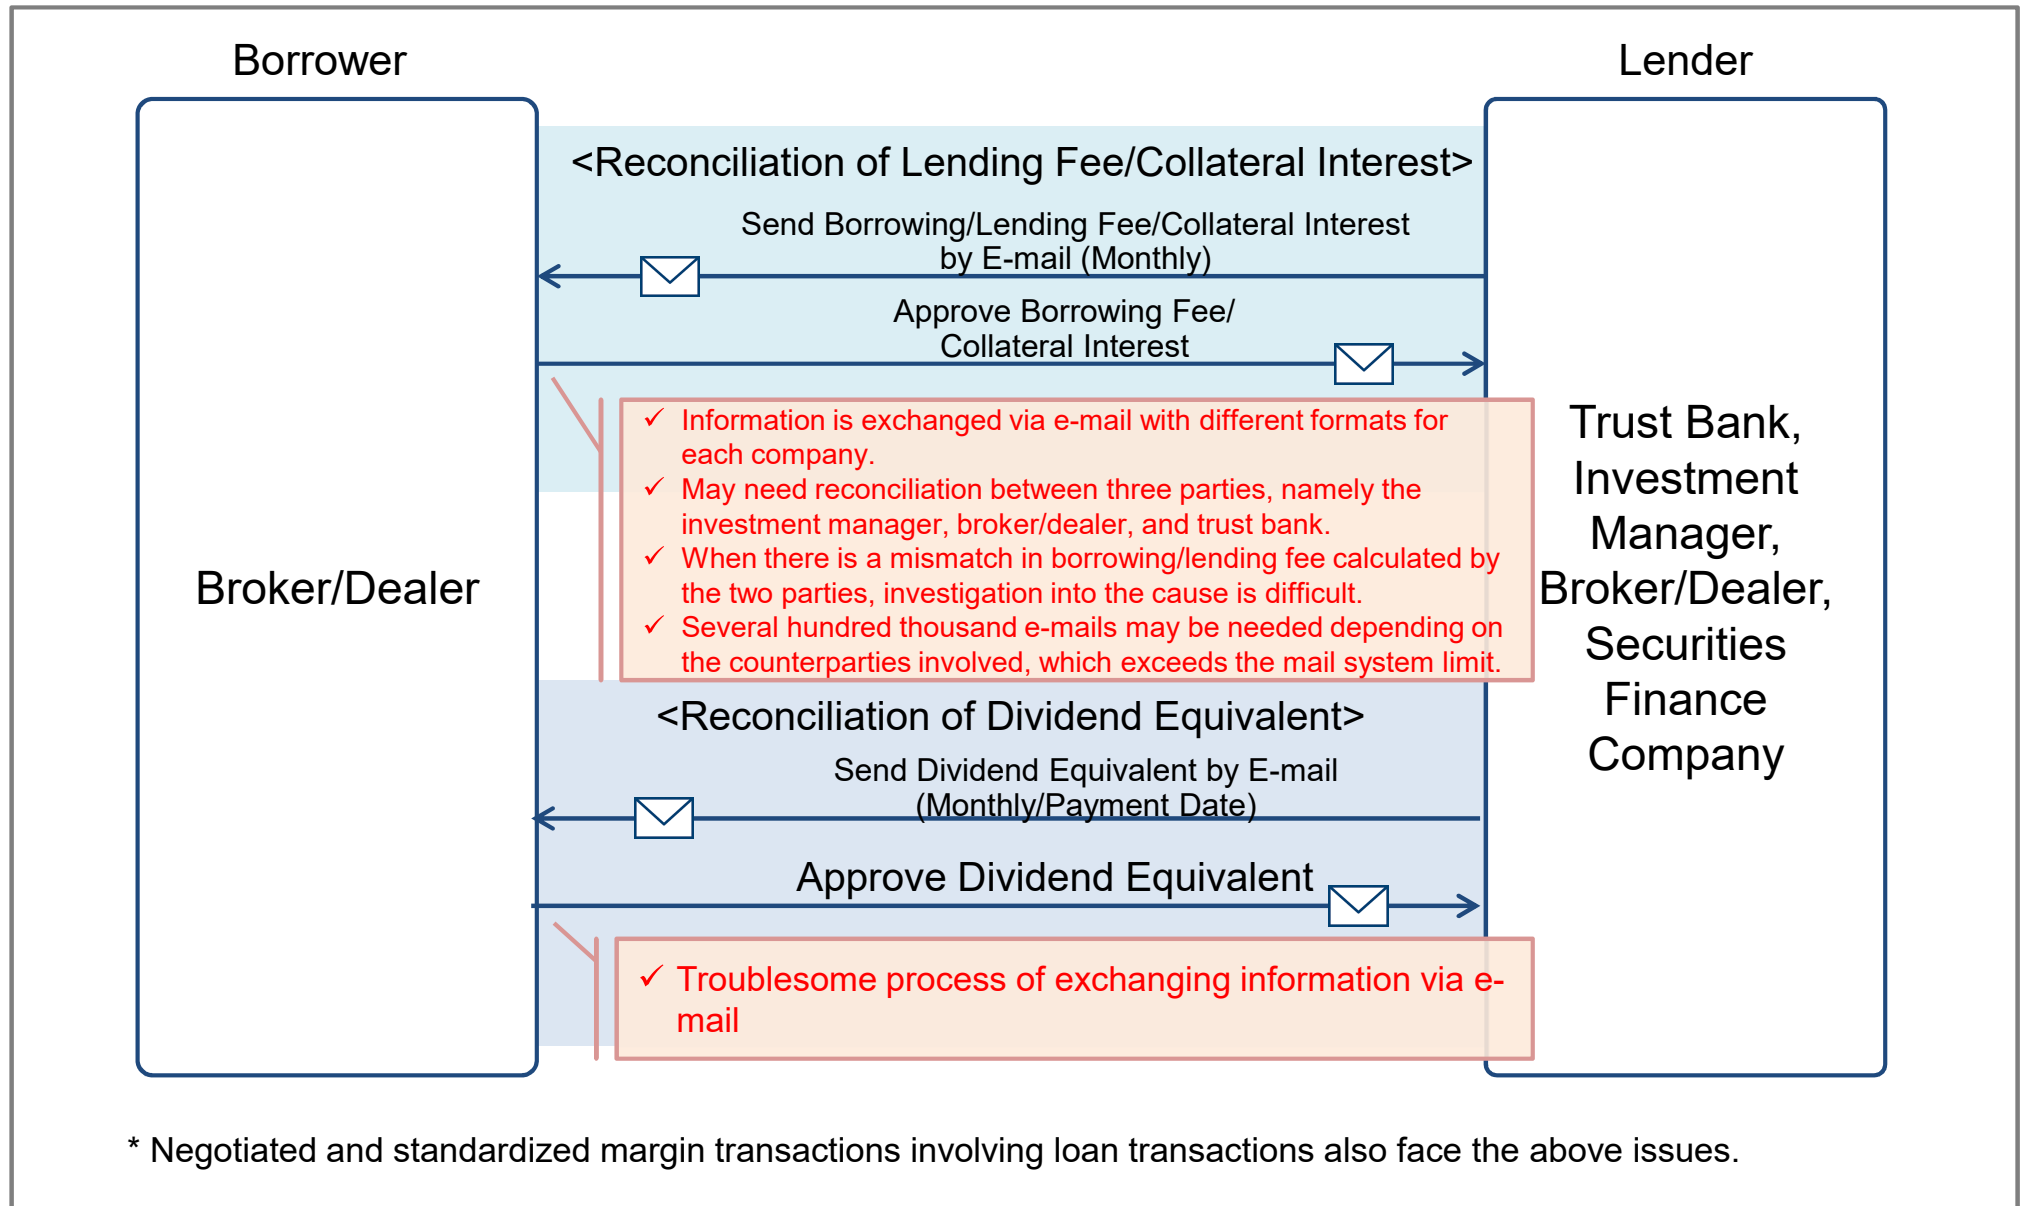 Borrower
Lender
<Reconciliation of Lending Fee/Collateral Interest>
Send Borrowing/Lending Fee/Collateral Interest
by E-mail (Monthly)
Approve Borrowing Fee/
Collateral Interest
✓ Information is exchanged via e-mail with different formats for
each company.
✓ May need reconciliation between three parties, namely the
investment manager, broker/dealer, and trust bank.
✓ When there is a mismatch in borrowing/lending fee calculated by
the two parties, investigation into the cause is difficult.
✓ Several hundred thousand e-mails may be needed depending on
the counterparties involved, which exceeds the mail system limit.
Broker/Dealer
Trust Bank,
Investment
Manager,
Broker/Dealer,
Securities
Finance
Company
<Reconciliation of Dividend Equivalent>
Send Dividend Equivalent by E-mail
(Monthly/Payment Date)
Approve Dividend Equivalent
✓ Troublesome process of exchanging information via e-
mail
* Negotiated and standardized margin transactions involving loan transactions also face the above issues.